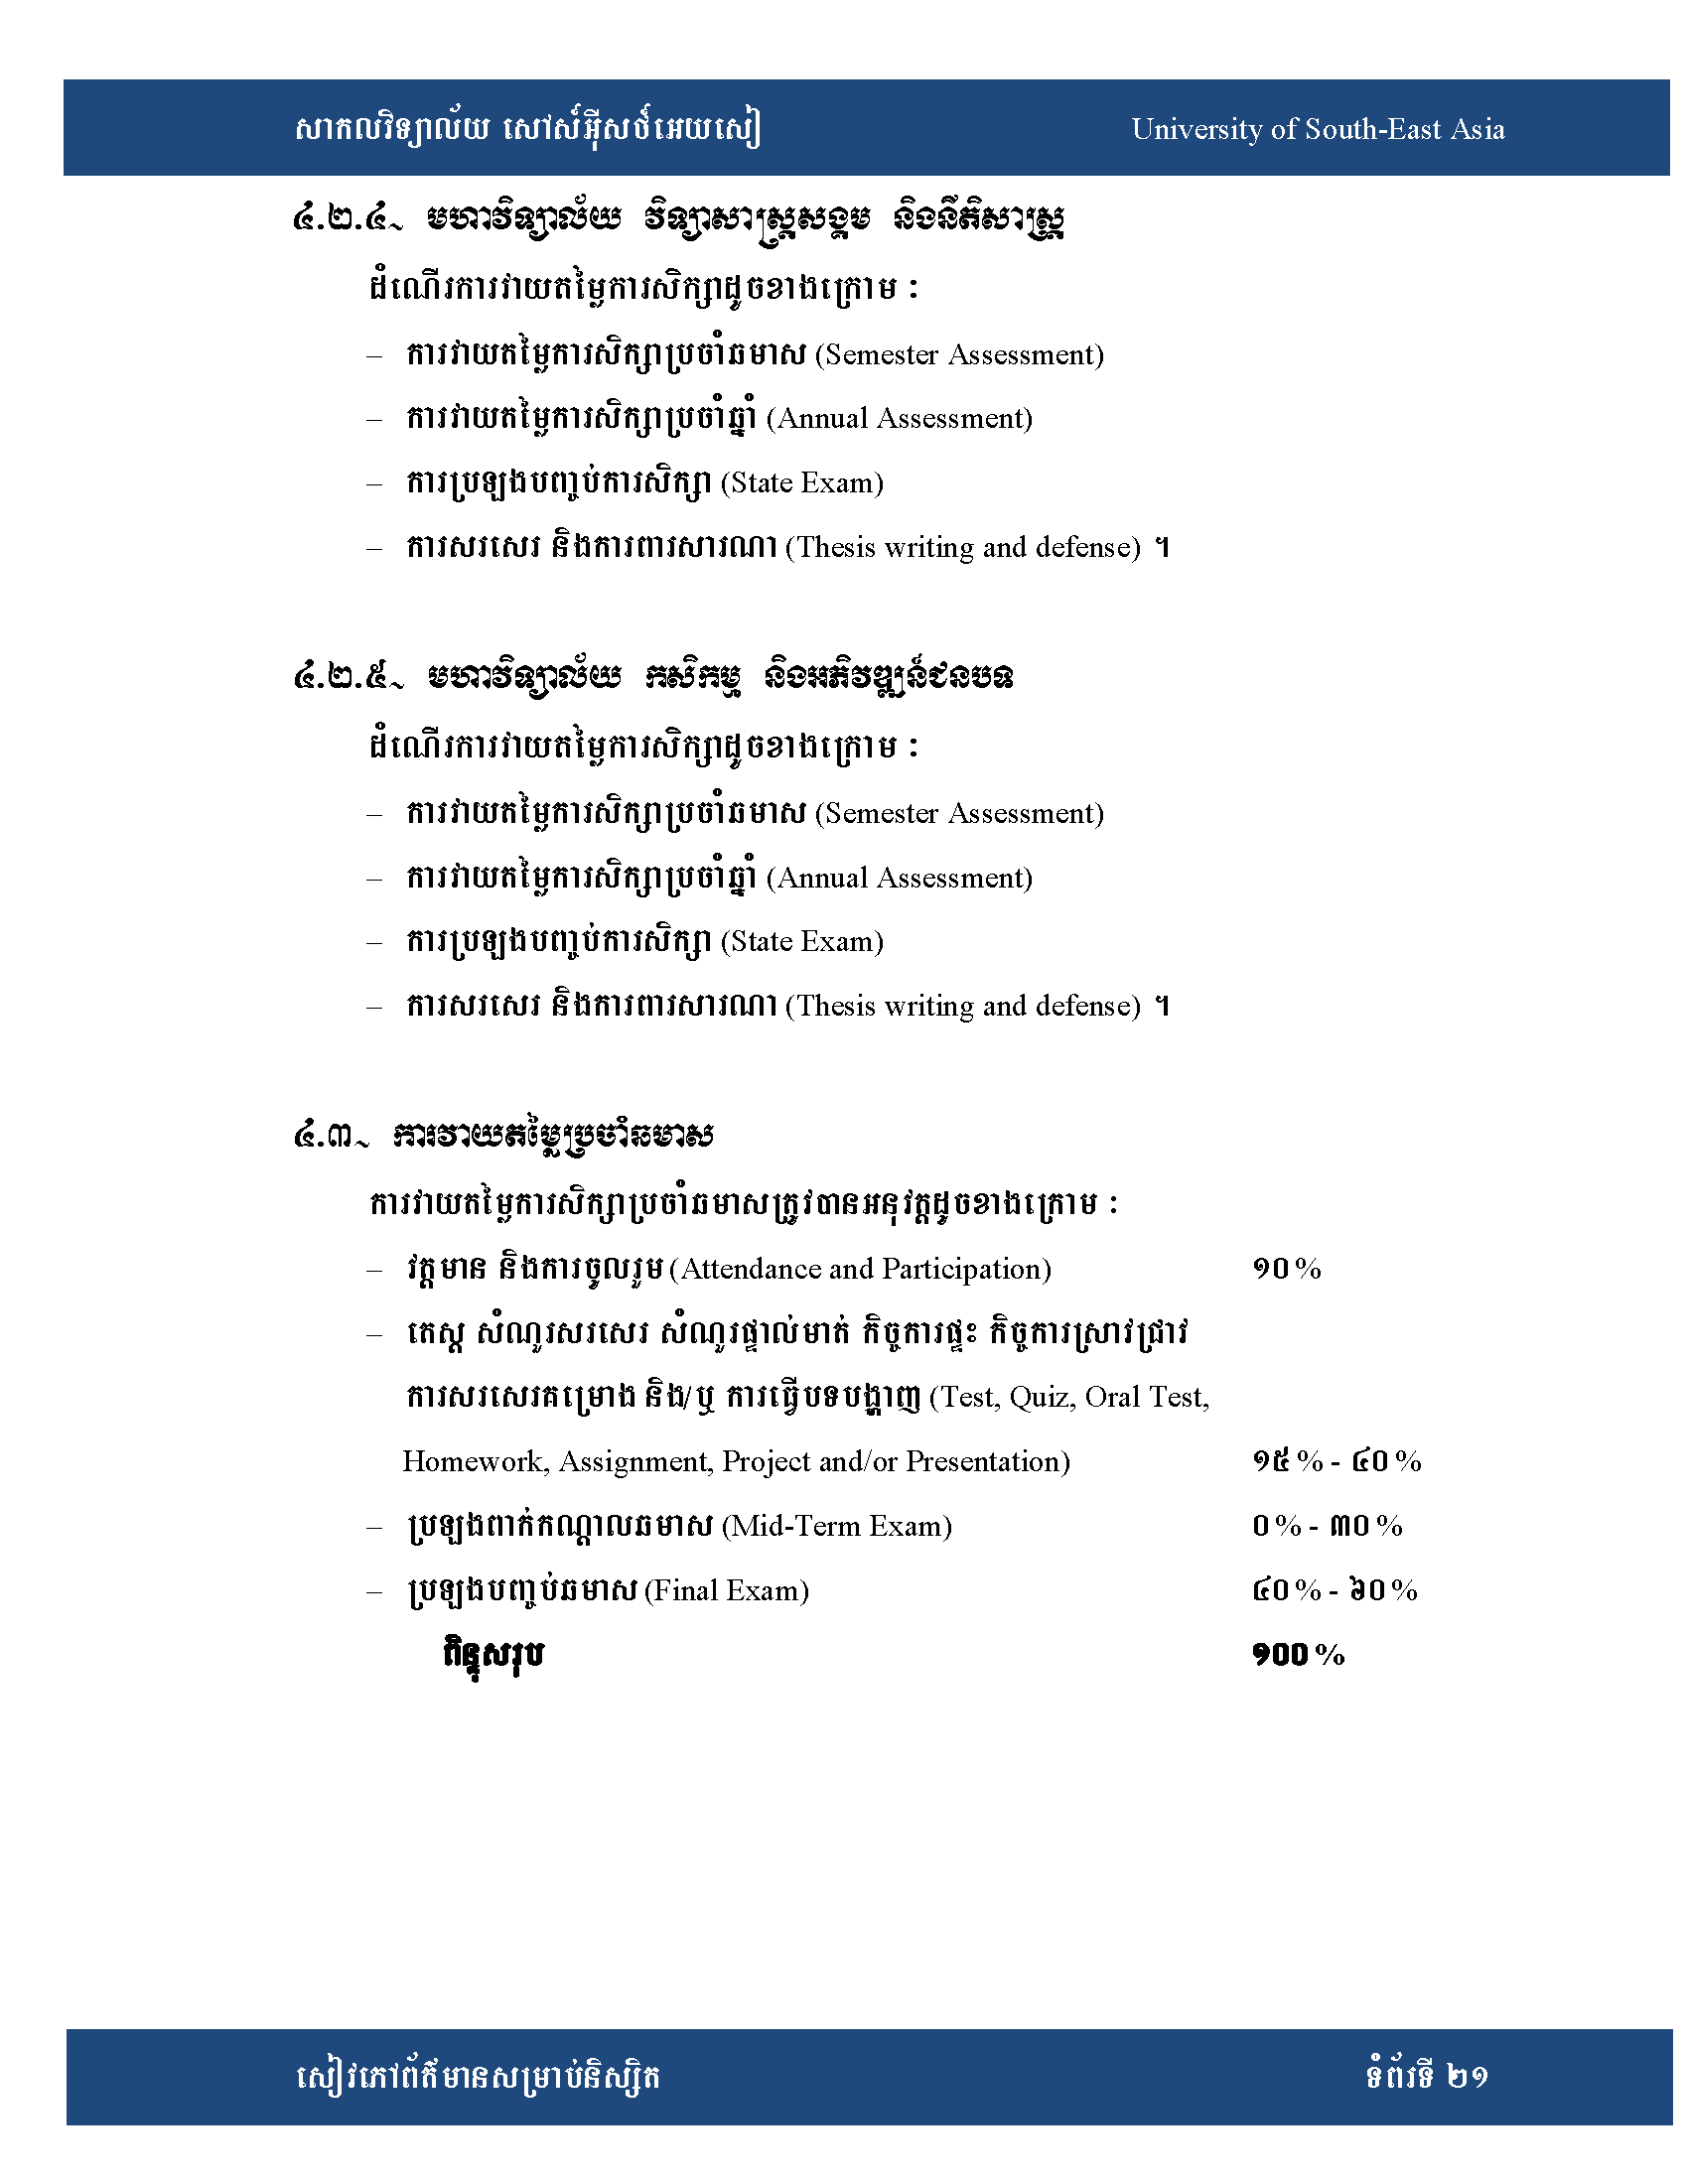 សាកលវិទ្យាល័យ សៅស៍អ៊ីសថ៍អេយសៀ University of South-East Asia
៤.២.៤~ មហាវិទ្យាល័យ វិទ្យាសាស្ត្រសង្គម និងនីតិសាស្ត្រ
ដំណើរការវាយតម្លៃការសិក្សាដូចខាងក្រោម ៖
– ការវាយតម្លៃការសិក្សាប្រចាំឆមាស (Semester Assessment)
– ការវាយតម្លៃការសិក្សាប្រចាំឆ្នាំ (Annual Assessment)
– ការប្រឡងបញ្ចប់ការសិក្សា (State Exam)
– ការសរសេរ និងការពារសារណា (Thesis writing and defense) ។
៤.២.៥~ មហាវិទ្យាល័យ កសិកម្ម និងអភិវឌ្ឍន៍ជនបទ
ដំណើរការវាយតម្លៃការសិក្សាដូចខាងក្រោម ៖
– ការវាយតម្លៃការសិក្សាប្រចាំឆមាស (Semester Assessment)
– ការវាយតម្លៃការសិក្សាប្រចាំឆ្នាំ (Annual Assessment)
– ការប្រឡងបញ្ចប់ការសិក្សា (State Exam)
– ការសរសេរ និងការពារសារណា (Thesis writing and defense) ។
៤.៣~ ការវាយតម្លៃប្រចាំឆមាស
ការវាយតម្លៃការសិក្សាប្រចាំឆមាសត្រូវបានអនុវត្តដូចខាងក្រោម ៖
– វត្តមាន និងការចូលរួម (Attendance and Participation) ១០%
– តេស្ត សំណួរសរសេរ សំណួរផ្ទាល់មាត់ កិច្ចការផ្ទះ កិច្ចការស្រាវជ្រាវ
ការសរសេរគម្រោង និង/ឬ ការធ្វើបទបង្ហាញ (Test, Quiz, Oral Test,
Homework, Assignment, Project and/or Presentation) ១៥% - ៤០%
– ប្រឡងពាក់កណ្តាលឆមាស (Mid-Term Exam) ០% - ៣០%
– ប្រឡងបញ្ចប់ឆមាស (Final Exam) ៤០% - ៦០%
ពិន្ទុសរុប ១០០%
សៀវភៅព័ត៌មានសម្រាប់និស្សិត ទំព័រទី ២១